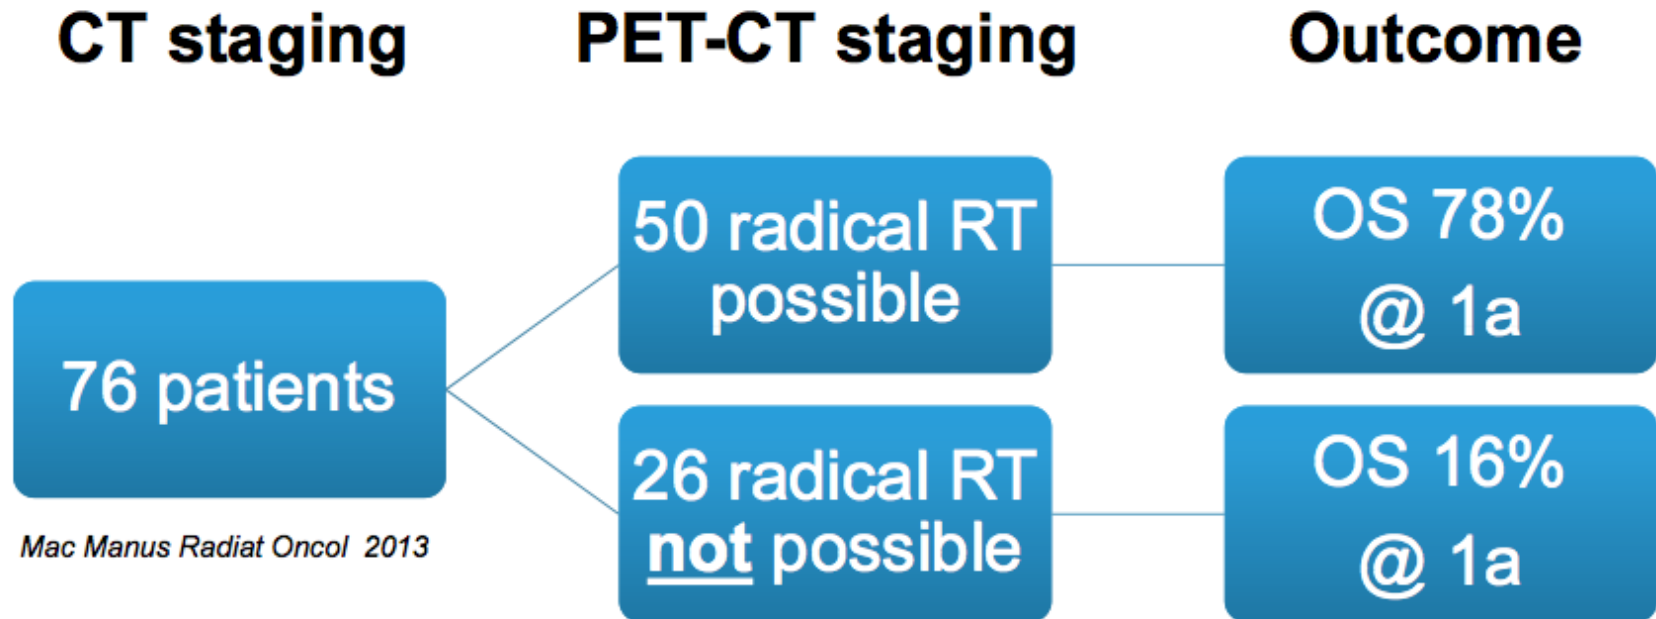 CT staging
PET-CT staging
Outcome
76 patients
50 radical RT
possible
OS 78%
@ 1a
26 radical RT
not possible
OS 16%
@ 1a
Mac Manus Radiat Oncol 2013